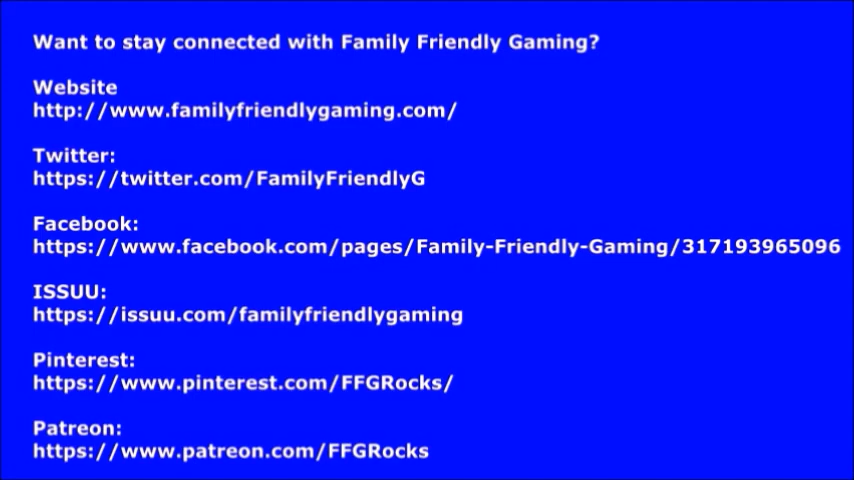 Want to stay connected with Family Friendly Gaming?
Website
http://www.familyfriendlygaming.com/
Twitter:
https://twitter.com/FamilyFriendlyG
Facebook:
https://www.facebook.com/pages/Family-Friendly-Gaming/317193965096
ISSUU:
https://issuu.com/familyfriendlygaming
Pinterest:
https://www.pinterest.com/FFGRocks/
Patreon:
https://www.patreon.com/FFGRocks